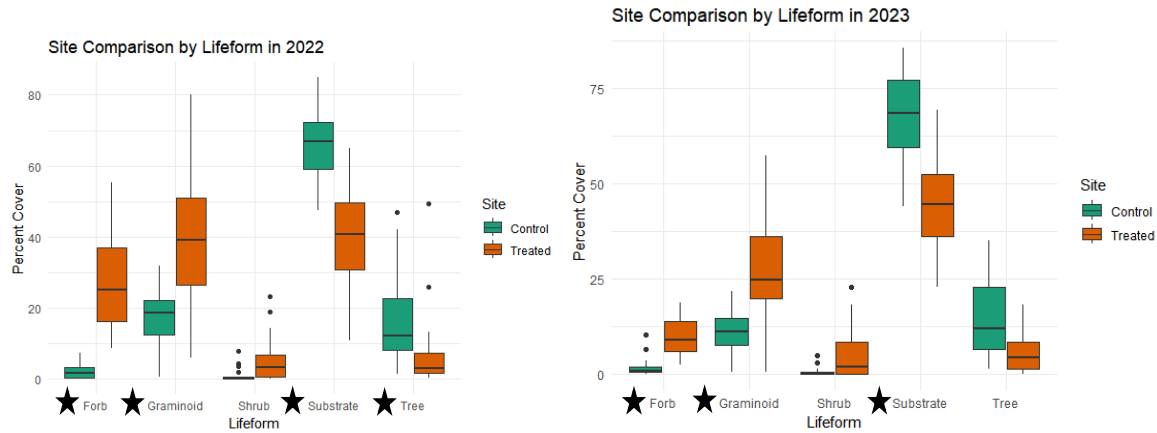 Site Comparison by Lifeform in 2022
Percent Cover
80
60
40
20
0
Forb Graminoid Shrub Substrate Tree
Lifeform
Site
Control
Treated
Site Comparison by Lifeform in 2023
Percent Cover
75
50
25
0
Forb Graminoid Shrub Substrate Tree
Lifeform
Site
Control
Treated